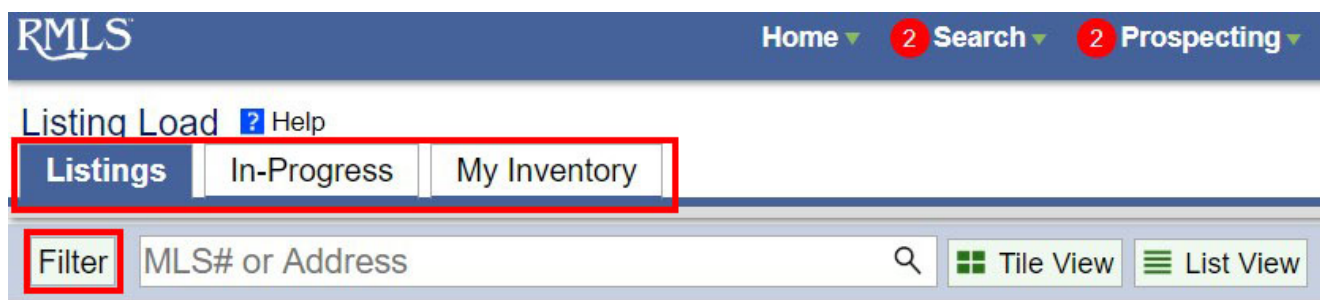 RMLS Home 2 Search 2 Prospecting
Listing Load ? Help
Listings In-Progress My Inventory
Filter MLS# or Address Tile View List View